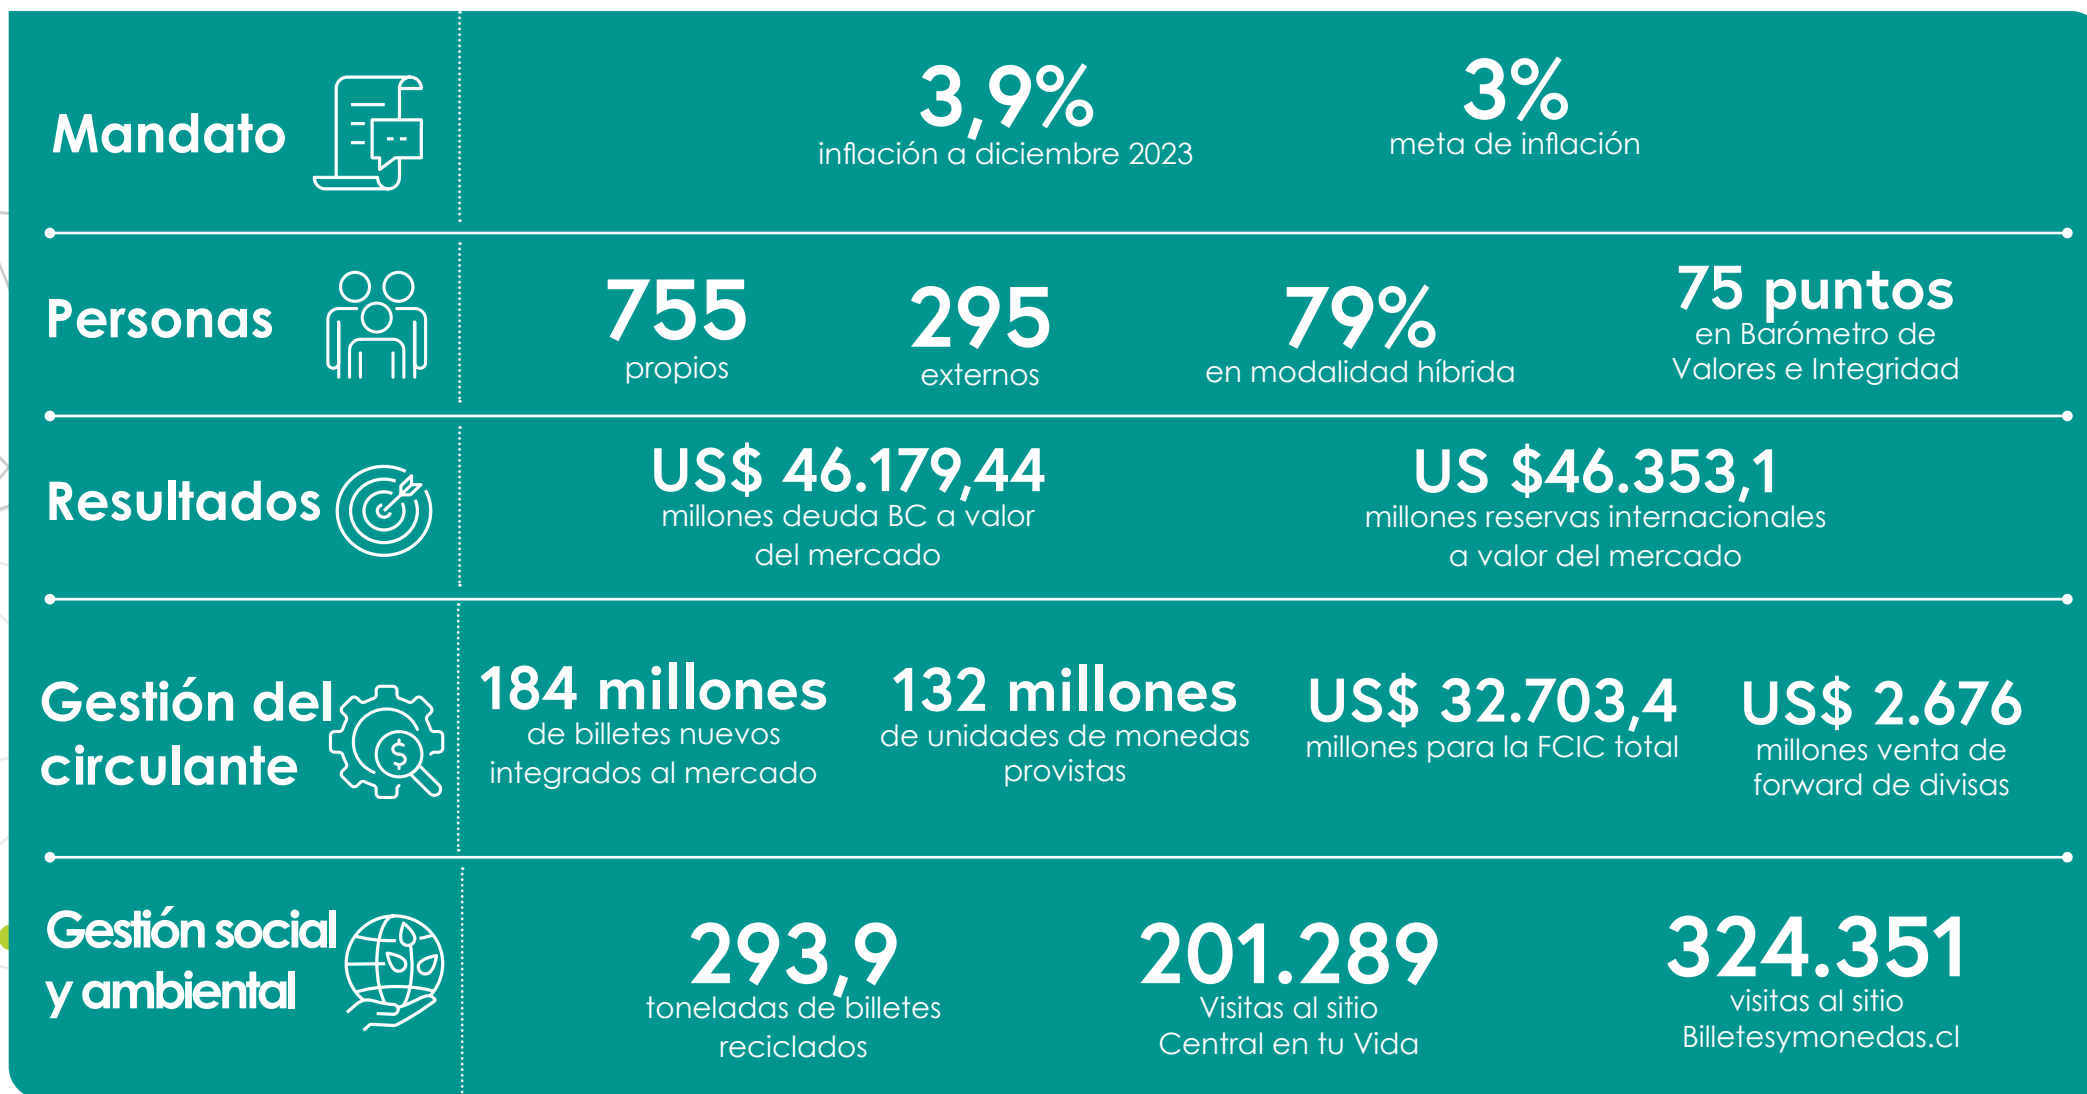 Mandato
3,9%
inflación a diciembre 2023
3%
meta de inflación
Personas
755
propios
295
externos
79%
en modalidad híbrida
75 puntos
en Barómetro de
Valores e Integridad
Resultados
US$ 46.179,44
millones deuda BC a valor
del mercado
US $46.353,1
millones reservas internacionales
a valor del mercado
Gestión del
circulante
$
184 millones
de billetes nuevos
integrados al mercado
132 millones
de unidades de monedas
provistas
US$ 32.703,4
millones para la FCIC total
US$ 2.676
millones venta de
forward de divisas
Gestión social
y ambiental
293,9
toneladas de billetes
reciclados
201.289
Visitas al sitio
Central en tu Vida
324.351
visitas al sitio
Billetesymonedas.cl